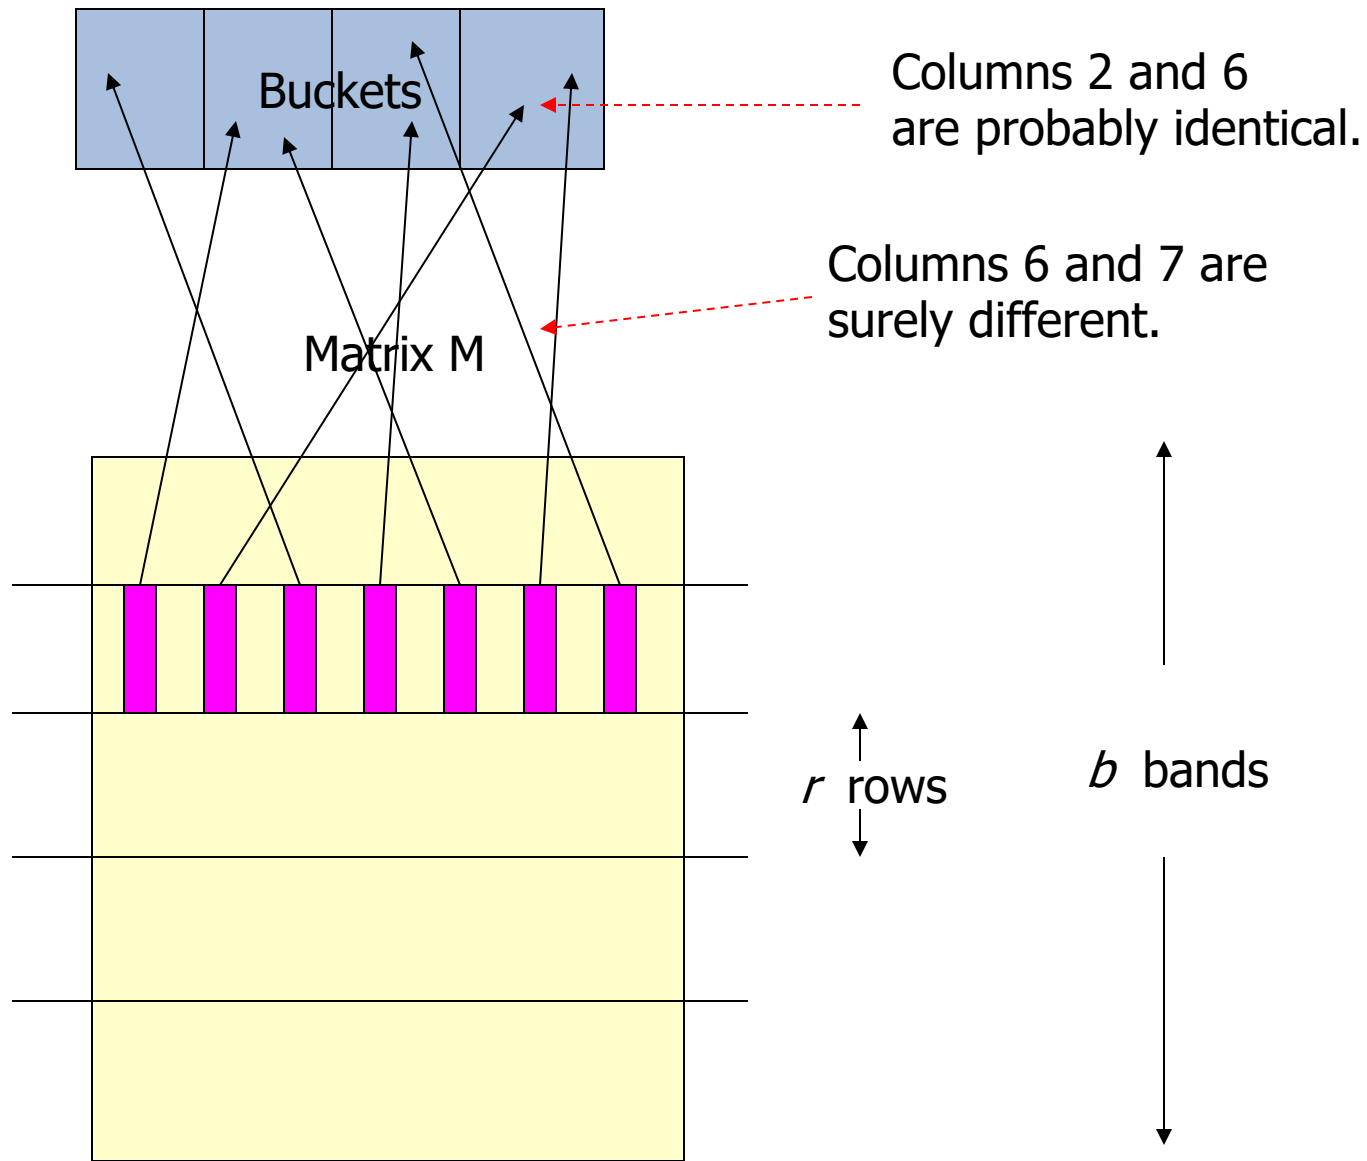 Buckets
Columns 2 and 6
are probably identical.
Columns 6 and 7 are
surely different.
Matrix M
r rows
b bands